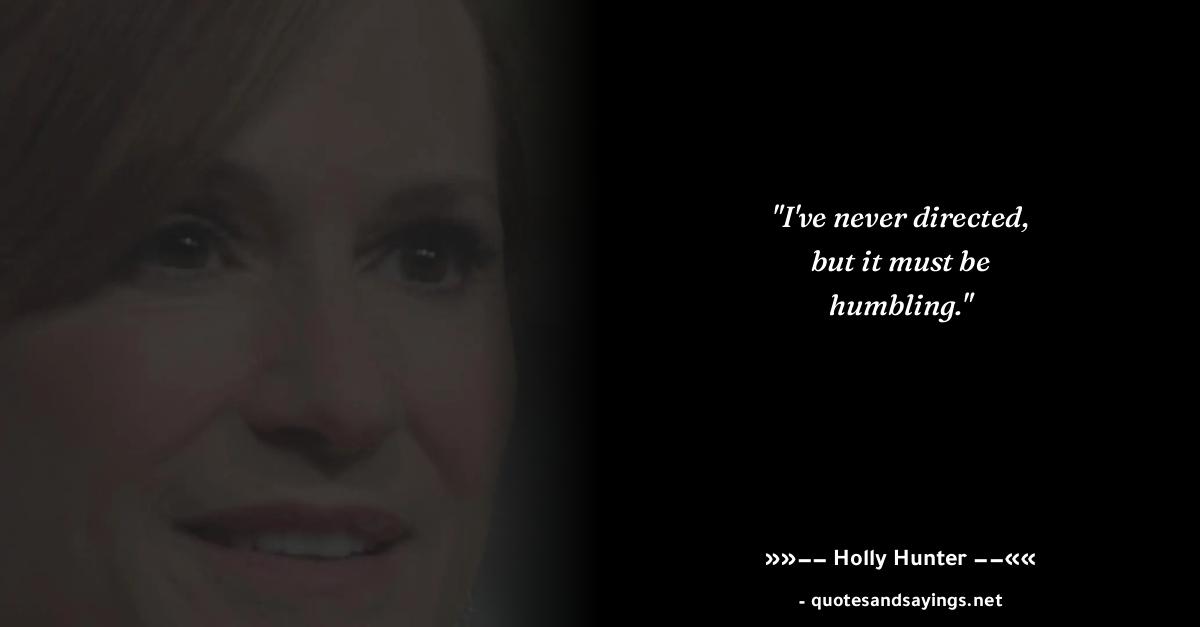 "I've never directed,
but it must be
humbling."
»»−− Holly Hunter −−««
- quotesandsayings.net